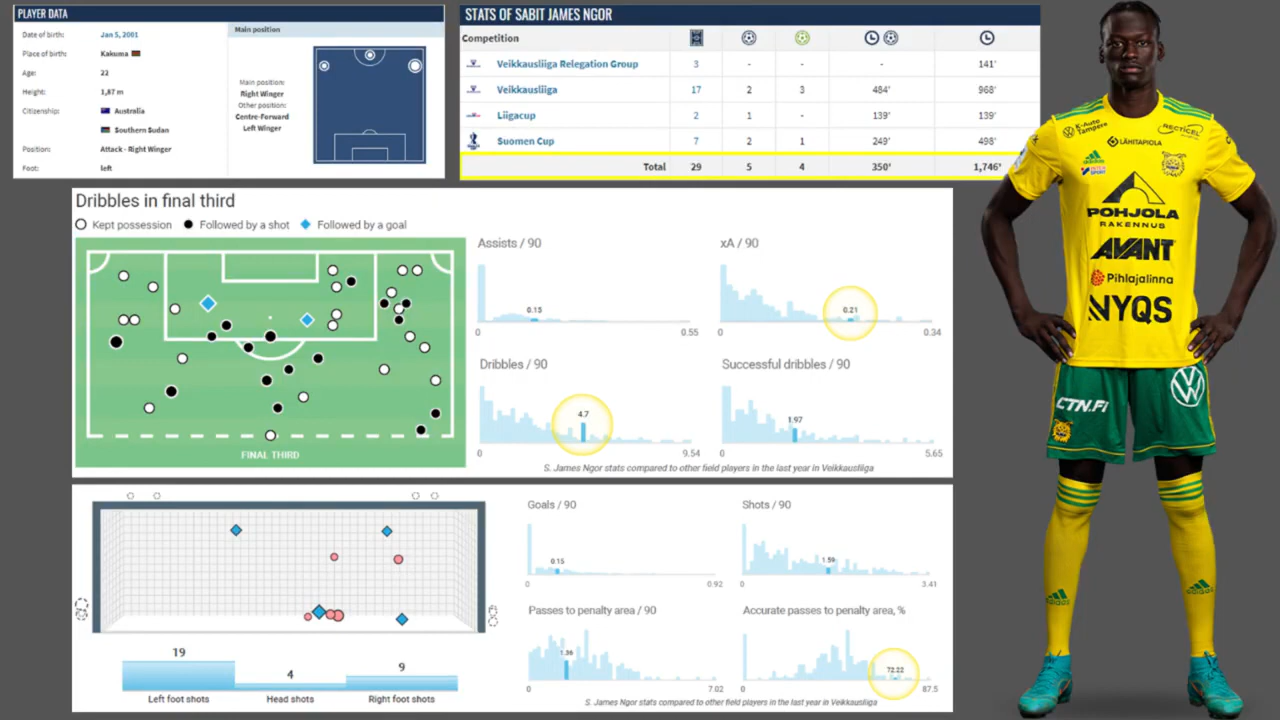 PLAYER DATA
Date of birth: Jan 5, 2001
Place of birth: Kakuma
Age: 22
Height: 1,87 m
Citizenship: Australia
Southern Sudan
Position: Attack - Right Winger
Foot: left
Main position
Main position:
Right Winger
Other position:
Centre-Forward
Left Winger
STATS OF SABIT JAMES NGOR
Competition
Veikkausliiga Relegation Group 3 - - - 141'
Veikkausliiga 17 2 3 484' 968'
Liigacup 2 1 - 139' 139'
Suomen Cup 7 2 1 249' 498'
Total 29 5 4 350' 1,746'
Dribbles in final third
Kept possession Followed by a shot Followed by a goal
FINAL THIRD
Assists / 90
0.15
0 0.55
xA / 90
0.21
0 0.34
Dribbles / 90
4.7
0 9.54
Successful dribbles / 90
1.97
0 5.65
S. James Ngor stats compared to other field players in the last year in Veikkausliiga
19 4 9
Left foot shots Head shots Right foot shots
Goals / 90
0.15
0 0.92
Shots / 90
1.59
0 3.41
Passes to penalty area / 90
1.36
0 7.02
Accurate passes to penalty area, %
72.22
0 87.5
S. James Ngor stats compared to other field players in the last year in Veikkausliiga
K-Auto
Tampere
RECTICEL
LÄHITAPIOLA
INTER
SPORT
POHJOLA
RAKENNUS
AVANT
Pihlajalinna
NYQS
CTN.FI